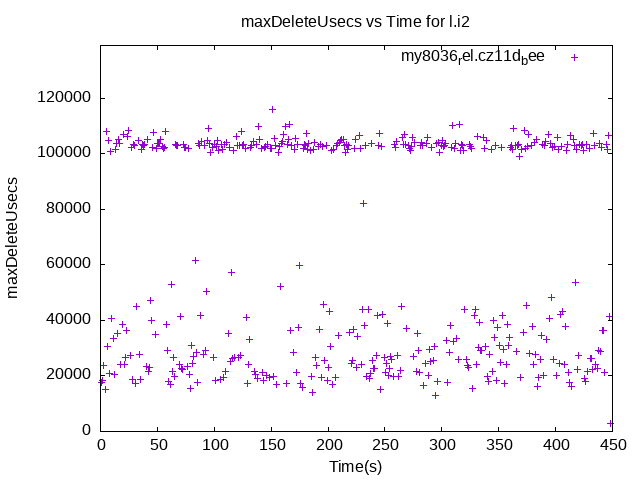 maxDeleteUsecs vs Time for l.i2
my8036rel.cz11dbee
120000
100000
80000
60000
40000
20000
0
maxDeleteUsecs
0 50 100 150 200 250 300 350 400 450
Time(s)